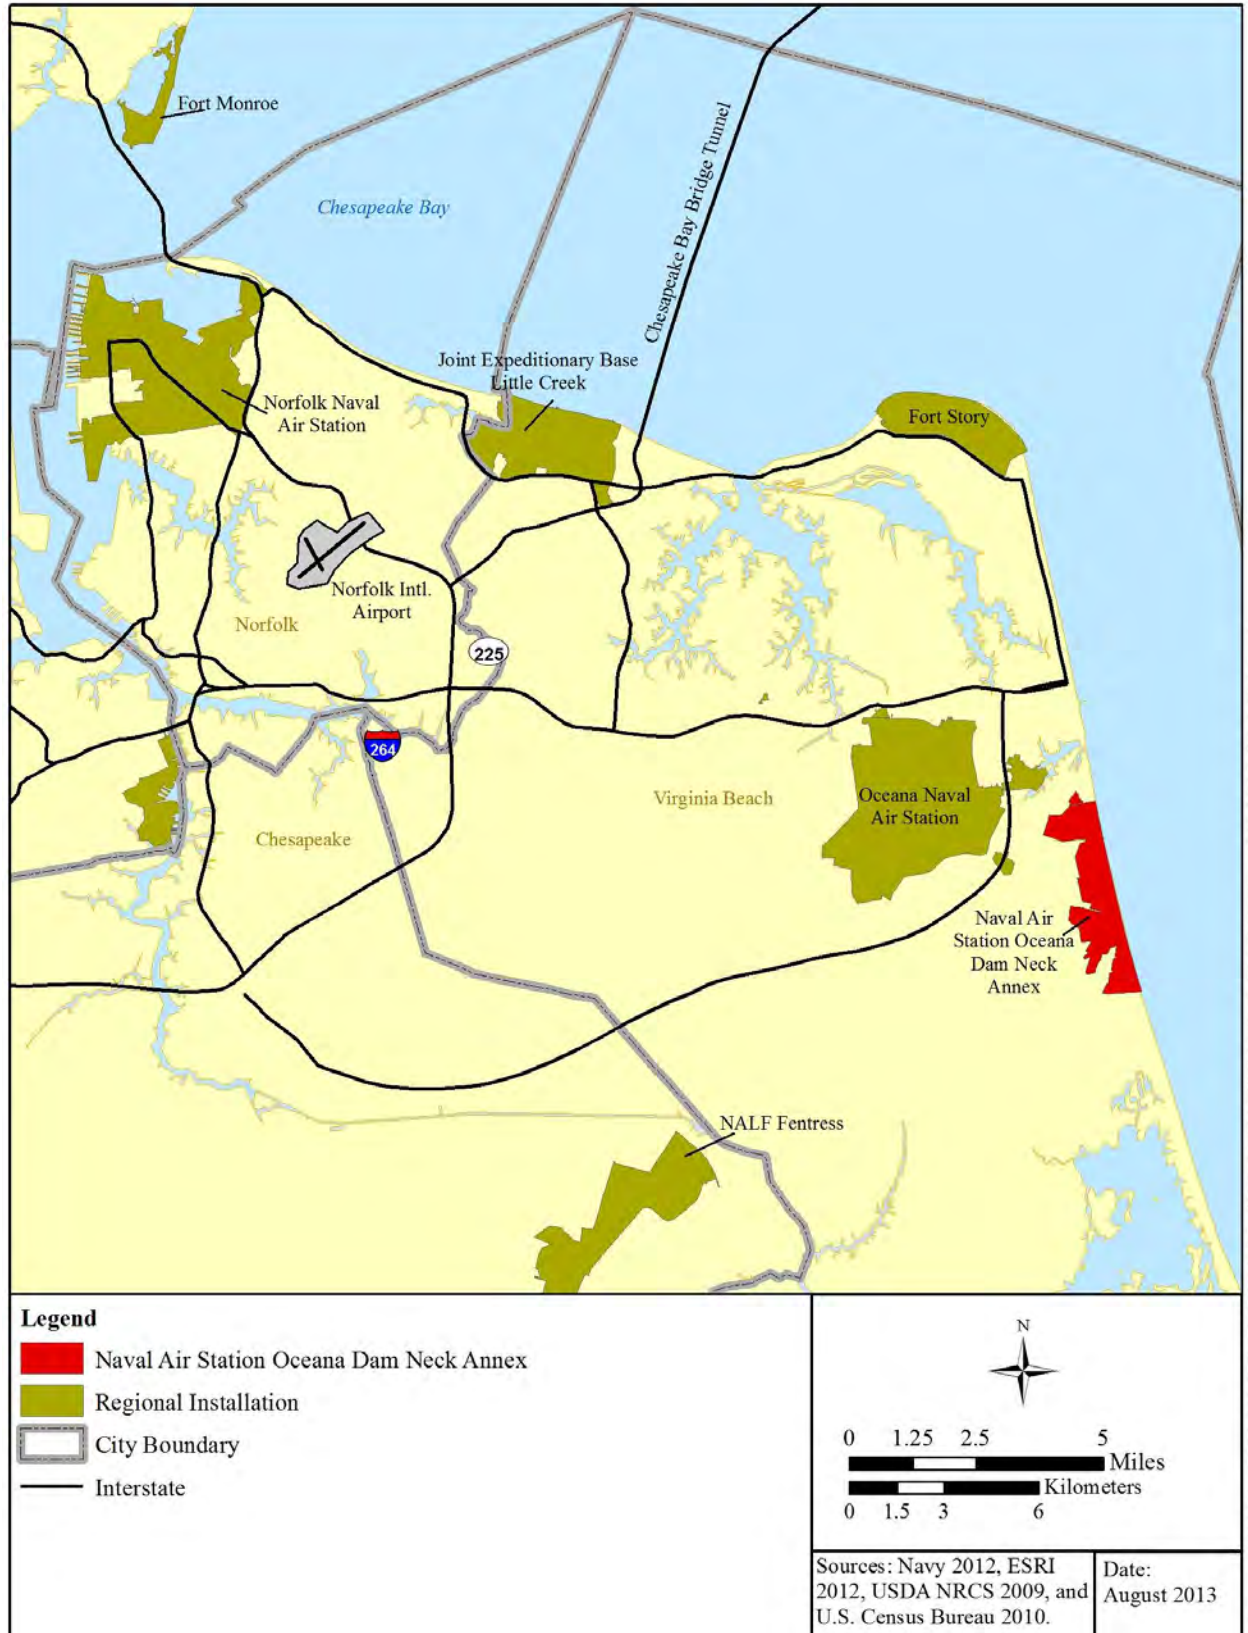 Fort Monroe
Chesapeake Bay
Chesapeake Bay Bridge Tunnel
Joint Expeditionary Base
Little Creek
Norfolk Naval
Air Station
Fort Story
Norfolk Intl.
Airport
Norfolk
225
264
Virginia Beach
Oceana Naval
Air Station
Chesapeake
Naval Air
Station Oceana
Dam Neck
Annex
NALF Fentress
Legend
Naval Air Station Oceana Dam Neck Annex
Regional Installation
City Boundary
Interstate
N
0 1.25 2.5 5
Miles
Kilometers
0 1.5 3 6
Sources: Navy 2012, ESRI
2012, USDA NRCS 2009, and
U.S. Census Bureau 2010.
Date:
August 2013